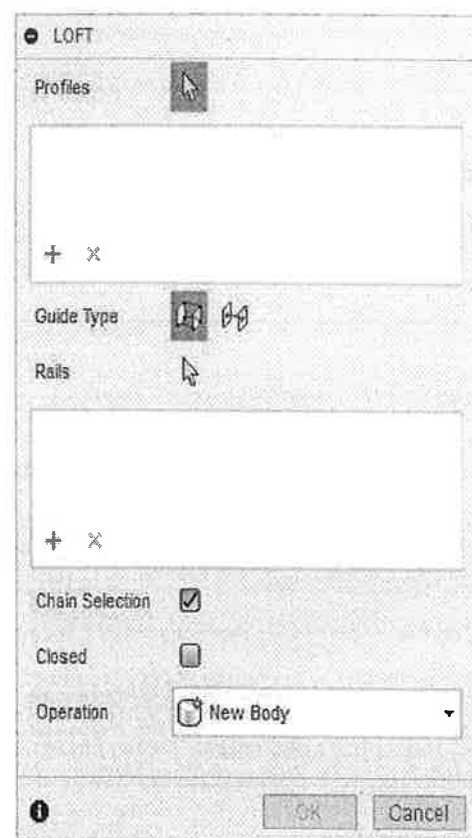 LOFT
Profiles
Guide Type
Rails
Chain Selection
Closed
Operation New Body
OK Cancel